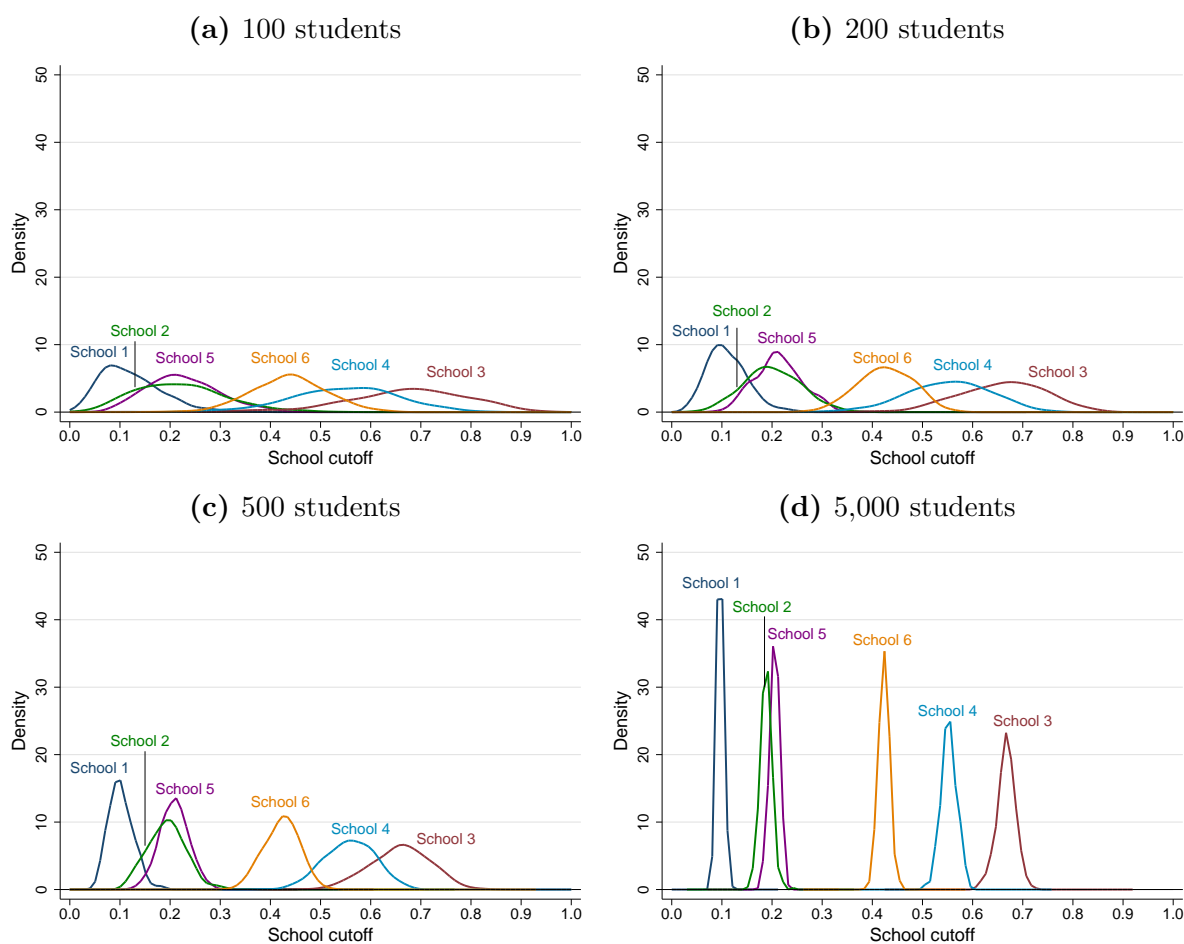 (a) 100 students
50
40
30
20
10
0
Density
School 1
School 2
School 5
School 6
School 4
School 3
0.0 0.1 0.2 0.3 0.4 0.5 0.6 0.7 0.8 0.9 1.0
School cutoff
(b) 200 students
50
40
30
20
10
0
Density
School 1
School 2
School 5
School 6
School 4
School 3
0.0 0.1 0.2 0.3 0.4 0.5 0.6 0.7 0.8 0.9 1.0
School cutoff
(c) 500 students
50
40
30
20
10
0
Density
School 1
School 2
School 5
School 6
School 4
School 3
0.0 0.1 0.2 0.3 0.4 0.5 0.6 0.7 0.8 0.9 1.0
School cutoff
(d) 5,000 students
50
40
30
20
10
0
Density
School 1
School 2
School 5
School 6
School 4
School 3
0.0 0.1 0.2 0.3 0.4 0.5 0.6 0.7 0.8 0.9 1.0
School cutoff